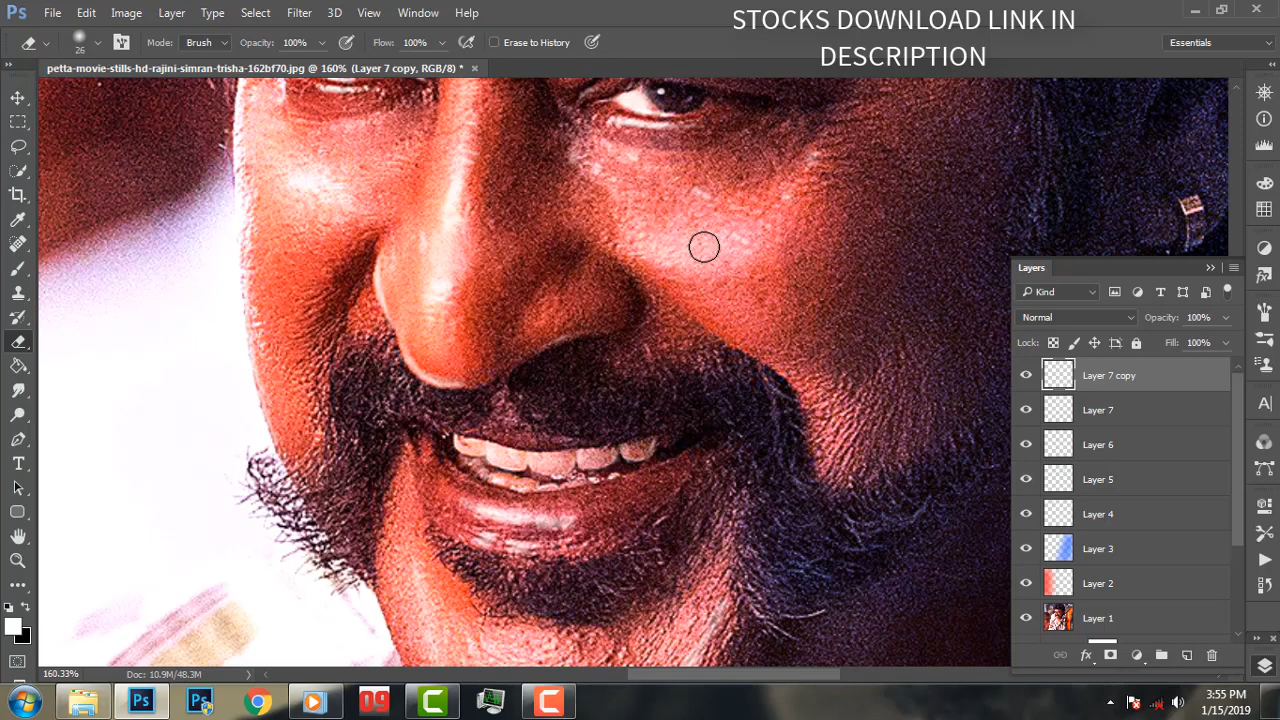 Ps File Edit Image Layer Type Select Filter 3D View Window Help
STOCKS DOWNLOAD LINK IN
DESCRIPTION
26 Mode: Brush Opacity: 100% Flow: 100% Erase to History Essentials
petta-movie-stills-hd-rajini-simran-trisha-162bf70.jpg @ 160% (Layer 7 copy, RGB/8) *
Layers
Kind
Normal Opacity: 100%
Lock: Fill: 100%
Layer 7 copy
Layer 7
Layer 6
Layer 5
Layer 4
Layer 3
Layer 2
Layer 1
160.33% Doc: 10.9M/48.3M
3:55 PM
1/15/2019